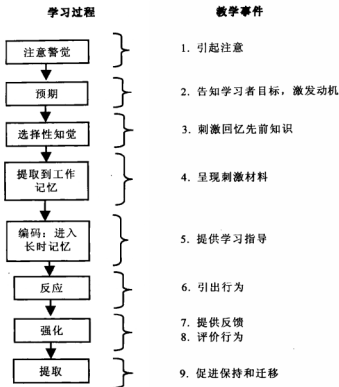 学习过程
教学事件
注意警觉
1. 引起注意
预期
2. 告知学习者目标，激发动机
选择性知觉
3. 刺激回忆先前知识
提取到工作
记忆
4. 呈现刺激材料
编码：进入
长时记忆
5. 提供学习指导
反应
6. 引出行为
强化
7. 提供反馈
8. 评价行为
提取
9. 促进保持和迁移